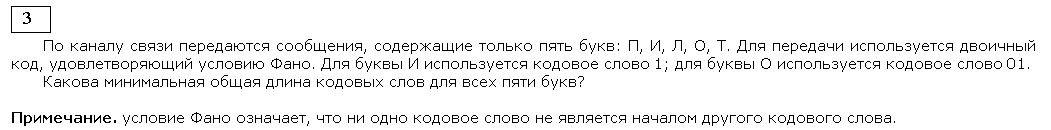 3
По каналу связи передаются сообщения, содержащие только пять букв: П, И, Л, О, Т. Для передачи используется двоичный
код, удовлетворяющий условию Фано. Для буквы И используется кодовое слово 1; для буквы О используется кодовое слово 01.
Какова минимальная общая длина кодовых слов для всех пяти букв?
Примечание. условие Фано означает, что ни одно кодовое слово не является началом другого кодового слова.